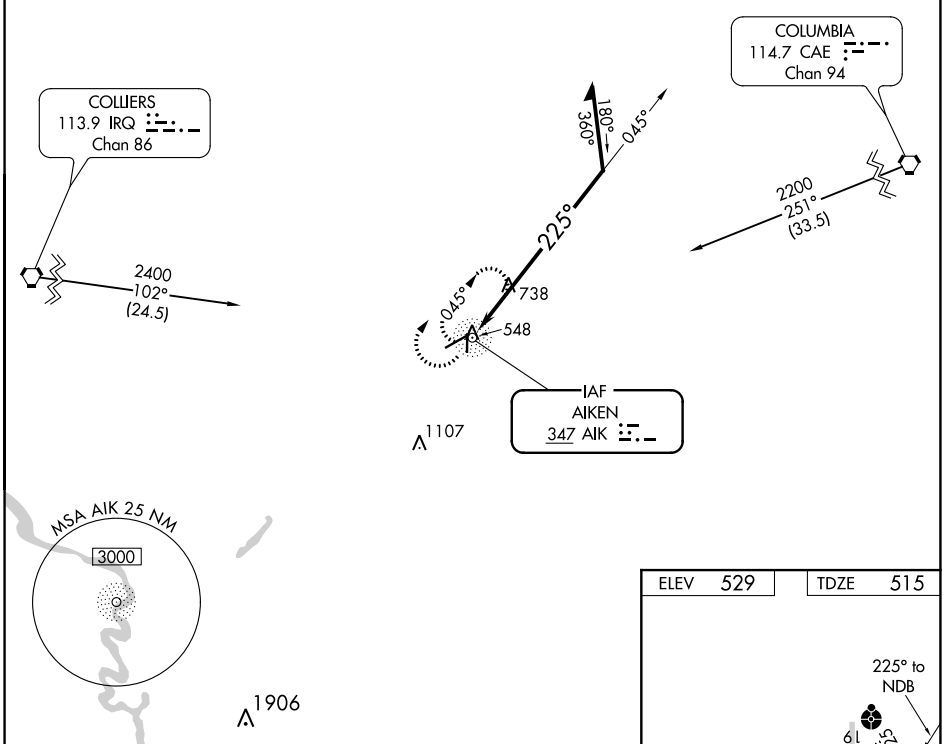 COLLIERS
113.9 IRQ
Chan 86
COLUMBIA
114.7 CAE
Chan 94
180°
360°
045°
225°
2200
251°
(33.5)
2400
102°
(24.5)
045°
738
548
IAF
AIKEN
347 AIK
1107
MSA AIK 25 NM
3000
1906
ELEV 529
TDZE 515
225° to
NDB